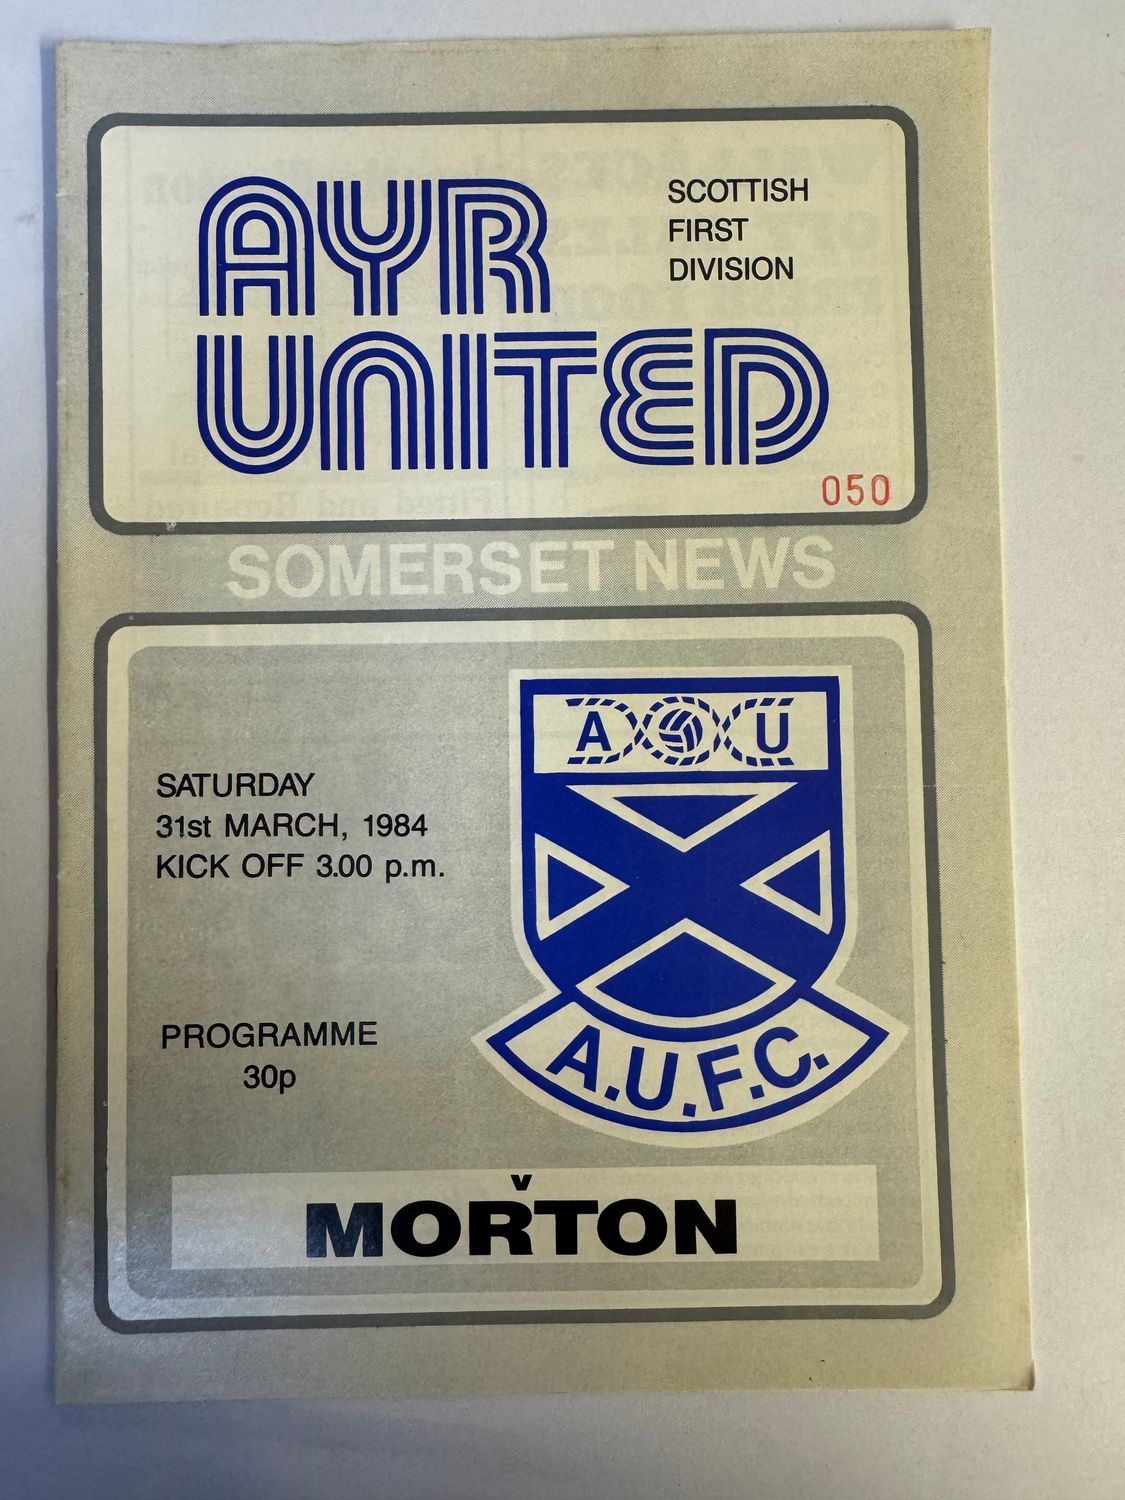 AYR
UNITED
SCOTTISH
FIRST
DIVISION
050
SOMERSET NEWS
SATURDAY
31st MARCH, 1984
KICK OFF 3.00 p.m.
PROGRAMME
30p
A U
A.U.F.C.
v
MORTON